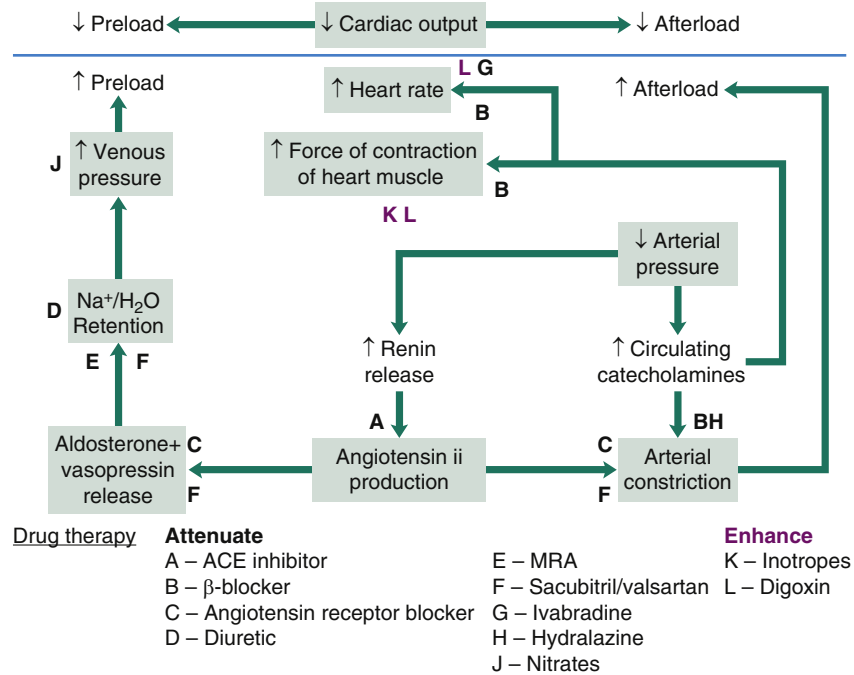 ↓ Preload
↓ Cardiac output
↓ Afterload
↑ Preload
L G
↑ Heart rate
B
↑ Afterload
J
↑ Venous
pressure
↑ Force of contraction
of heart muscle
B
K L
↓ Arterial
pressure
D
Na⁺/H₂O
Retention
E F
↑ Renin
release
↑ Circulating
catecholamines
A
BH
Aldosterone+
vasopressin
release
C
F
Angiotensin ii
production
C
F
Arterial
constriction
Drug therapy
Attenuate
A – ACE inhibitor
B – β-blocker
C – Angiotensin receptor blocker
D – Diuretic
E – MRA
F – Sacubitril/valsartan
G – Ivabradine
H – Hydralazine
J – Nitrates
Enhance
K – Inotropes
L – Digoxin